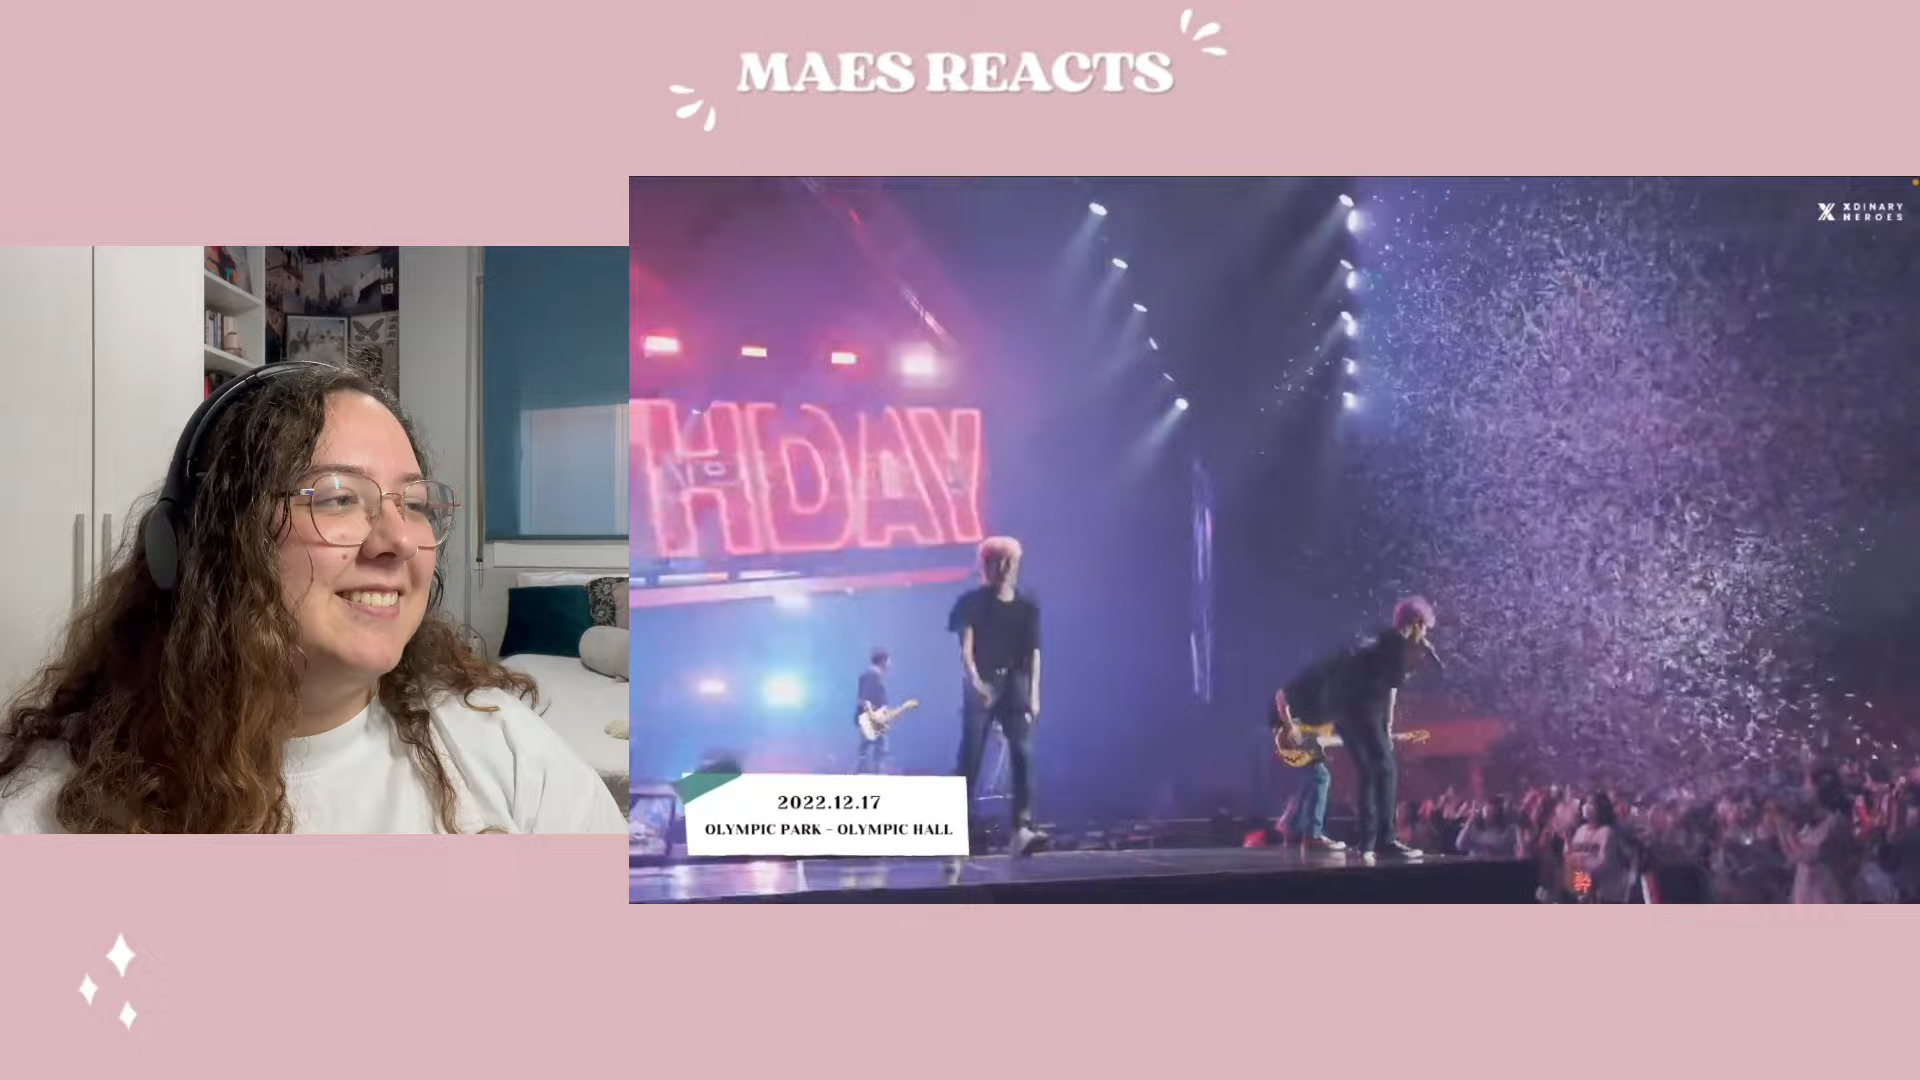 MAES REACTS
XDINARY
HEROES
HDAY
2022.12.17
OLYMPIC PARK - OLYMPIC HALL